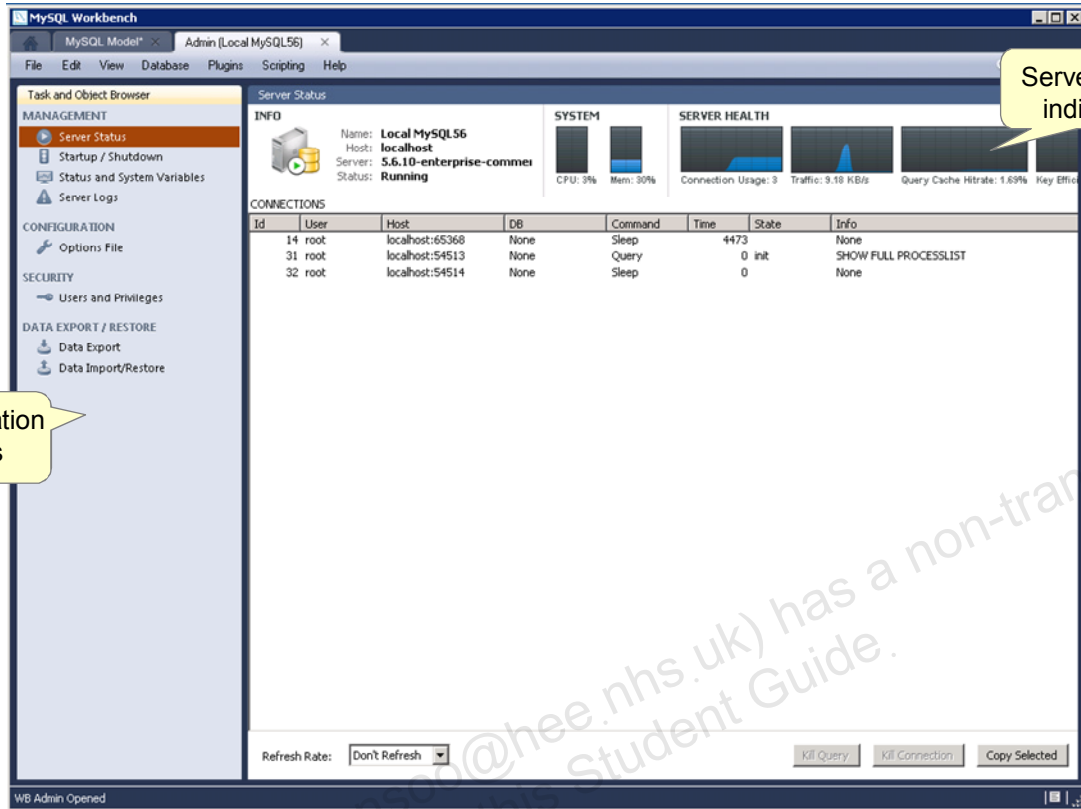 MySQL Workbench
MySQL Model* × Admin (Local MySQL56) ×
File Edit View Database Plugins Scripting Help
Task and Object Browser
MANAGEMENT
Server Status
Startup / Shutdown
Status and System Variables
Server Logs
CONFIGURATION
Options File
SECURITY
Users and Privileges
DATA EXPORT / RESTORE
Data Export
Data Import/Restore
Server Status
INFO
Name: Local MySQL56
Host: localhost
Server: 5.6.10-enterprise-commer
Status: Running
SYSTEM
CPU: 3% Mem: 30%
SERVER HEALTH
Connection Usage: 3 Traffic: 9.18 KB/s Query Cache Hitrate: 1.69% Key Effici
CONNECTIONS
Id User Host DB Command Time State Info
14 root localhost:65368 None Sleep 4473 None
31 root localhost:54513 None Query 0 init SHOW FULL PROCESSLIST
32 root localhost:54514 None Sleep 0 None
Refresh Rate: Don't Refresh
Kill Query Kill Connection Copy Selected
WB Admin Opened
Serve
indi
ation
s
has a non-tran
soo@hee.nhs.uk)
this Student Guide.